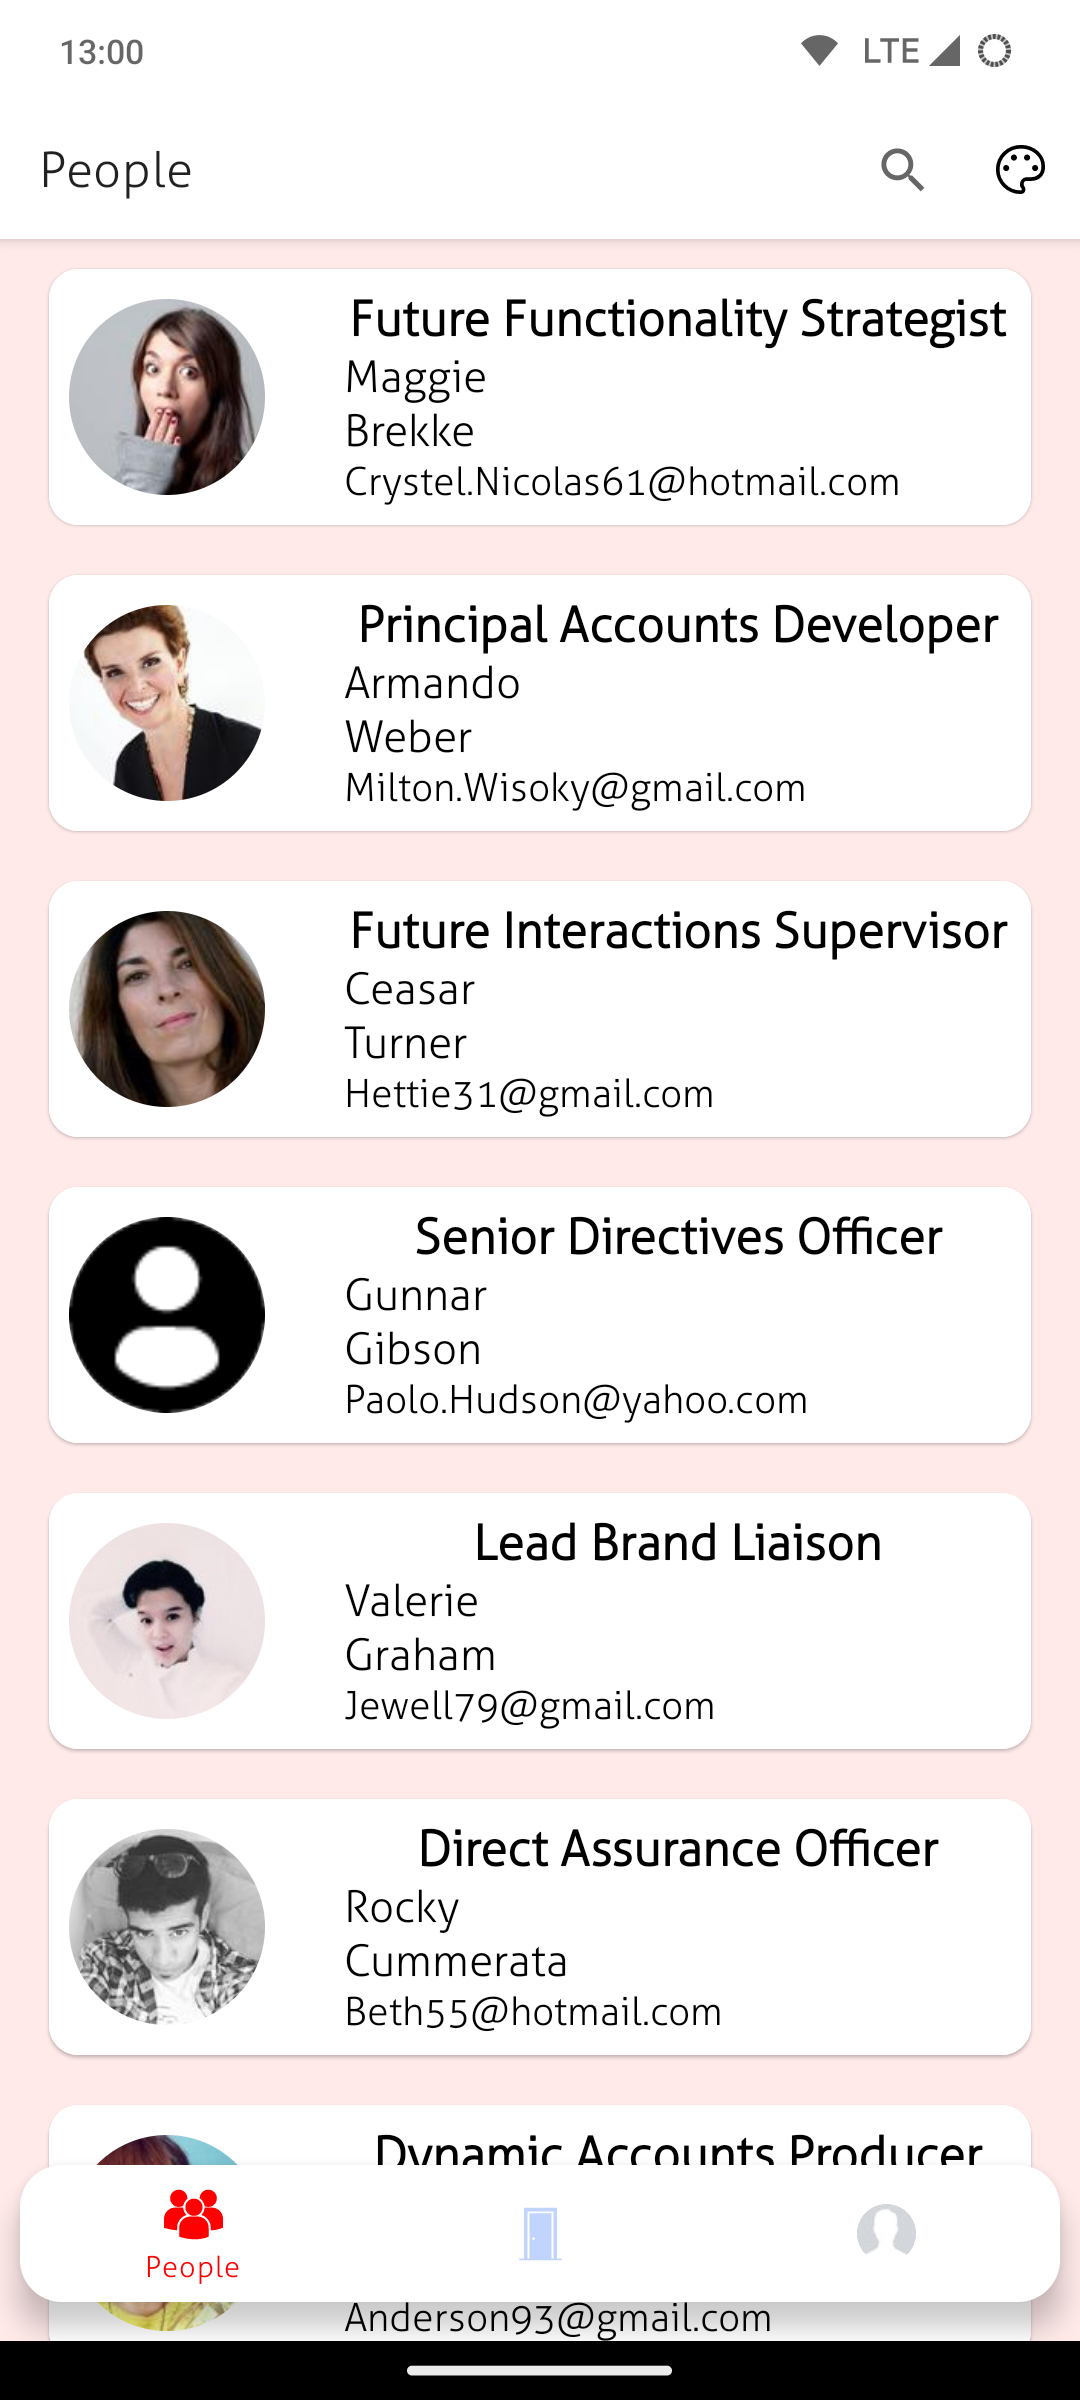 13:00
LTE
People
Future Functionality Strategist
Maggie
Brekke
Crystel.Nicolas61@hotmail.com
Principal Accounts Developer
Armando
Weber
Milton.Wisoky@gmail.com
Future Interactions Supervisor
Ceasar
Turner
Hettie31@gmail.com
Senior Directives Officer
Gunnar
Gibson
Paolo.Hudson@yahoo.com
Lead Brand Liaison
Valerie
Graham
Jewell79@gmail.com
Direct Assurance Officer
Rocky
Cummerata
Beth55@hotmail.com
Dynamic Accounts Producer
People
Anderson93@gmail.com